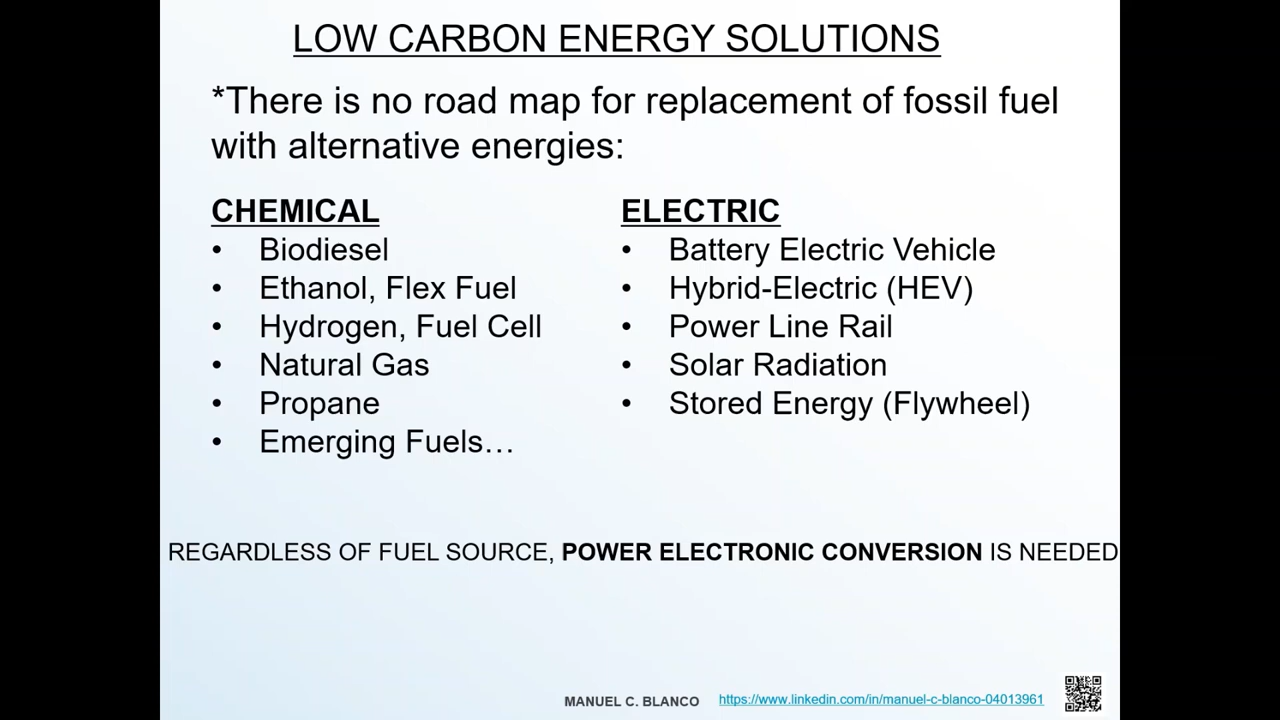 LOW CARBON ENERGY SOLUTIONS
*There is no road map for replacement of fossil fuel
with alternative energies:
CHEMICAL
• Biodiesel
• Ethanol, Flex Fuel
• Hydrogen, Fuel Cell
• Natural Gas
• Propane
• Emerging Fuels…
ELECTRIC
• Battery Electric Vehicle
• Hybrid-Electric (HEV)
• Power Line Rail
• Solar Radiation
• Stored Energy (Flywheel)
REGARDLESS OF FUEL SOURCE, POWER ELECTRONIC CONVERSION IS NEEDED
MANUEL C. BLANCO https://www.linkedin.com/in/manuel-c-blanco-04013961